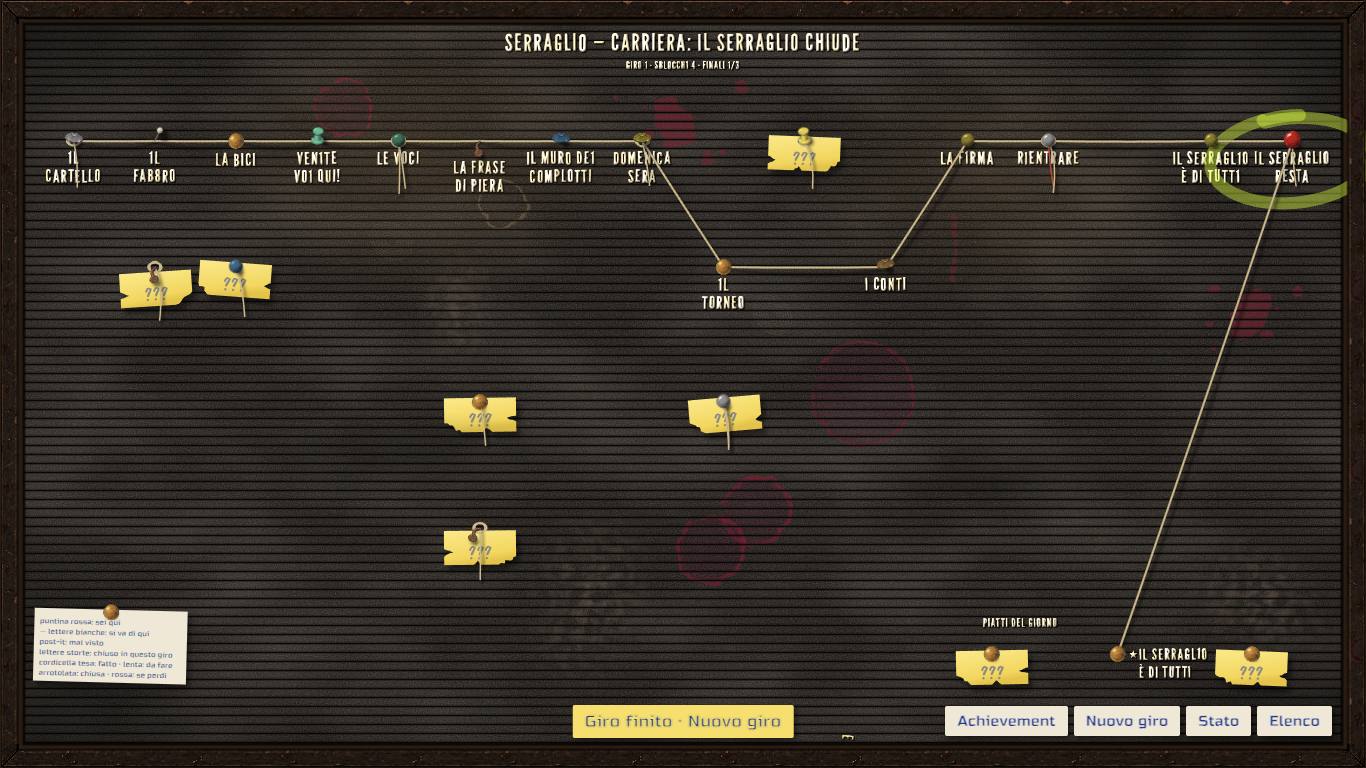 SERRAGLIO – CARRIERA: IL SERRAGLIO CHIUDE
GIRO 1 · SBLOCCHI 4 · FINALI 1/3
IL
CARTELLO
IL
FABBRO
LA BICI
VENITE
VOI QUI!
LE VOCI
LA FRASE
DI PIERA
IL MURO DEI
COMPLOTTI
DOMENICA
SERA
???
LA FIRMA
RIENTRARE
IL SERRAGLIO
È DI TUTTI
IL SERRAGLIO
RESTA
???
???
IL
TORNEO
I CONTI
???
???
???
puntina rossa: sei qui
– lettere bianche: si va di qui
post-it: mai visto
lettere storte: chiuso in questo giro
cordicella tesa: fatto · lenta: da fare
arrotolata: chiusa · rossa: se perdi
PIATTI DEL GIORNO
???
★IL SERRAGLIO
È DI TUTTI
???
Giro finito · Nuovo giro
Achievement
Nuovo giro
Stato
Elenco